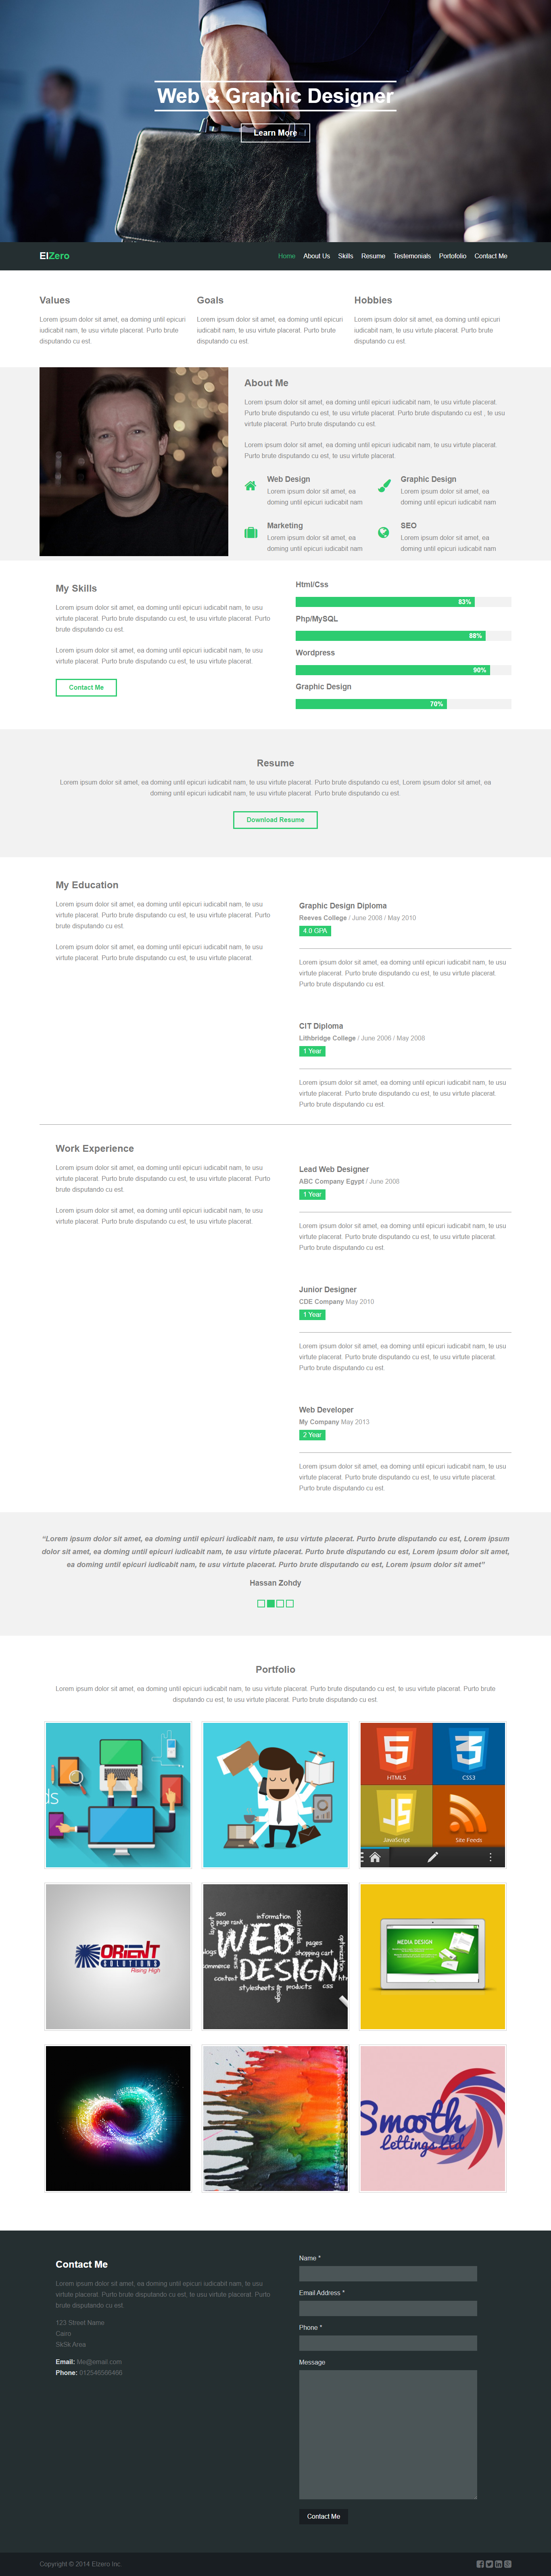 Web & Graphic Designer
Learn More
ElZero
Home About Us Skills Resume Testemonials Portofolio Contact Me
Values
Lorem ipsum dolor sit amet, ea doming until epicuri
iudicabit nam, te usu virtute placerat. Purto brute
disputando cu est.
Goals
Lorem ipsum dolor sit amet, ea doming until epicuri
iudicabit nam, te usu virtute placerat. Purto brute
disputando cu est.
Hobbies
Lorem ipsum dolor sit amet, ea doming until epicuri
iudicabit nam, te usu virtute placerat. Purto brute
disputando cu est.
About Me
Lorem ipsum dolor sit amet, ea doming until epicuri iudicabit nam, te usu virtute placerat.
Purto brute disputando cu est, te usu virtute placerat. Purto brute disputando cu est , te usu
virtute placerat. Purto brute disputando cu est.
Lorem ipsum dolor sit amet, ea doming until epicuri iudicabit nam, te usu virtute placerat.
Purto brute disputando cu est, te usu virtute placerat.
Web Design
Lorem ipsum dolor sit amet, ea
doming until epicuri iudicabit nam
Graphic Design
Lorem ipsum dolor sit amet, ea
doming until epicuri iudicabit nam
Marketing
Lorem ipsum dolor sit amet, ea
doming until epicuri iudicabit nam
SEO
Lorem ipsum dolor sit amet, ea
doming until epicuri iudicabit nam
My Skills
Lorem ipsum dolor sit amet, ea doming until epicuri iudicabit nam, te usu
virtute placerat. Purto brute disputando cu est, te usu virtute placerat. Purto
brute disputando cu est.
Lorem ipsum dolor sit amet, ea doming until epicuri iudicabit nam, te usu
virtute placerat. Purto brute disputando cu est, te usu virtute placerat.
Contact Me
Html/Css
83%
Php/MySQL
88%
Wordpress
90%
Graphic Design
70%
Resume
Lorem ipsum dolor sit amet, ea doming until epicuri iudicabit nam, te usu virtute placerat. Purto brute disputando cu est, Lorem ipsum dolor sit amet, ea
doming until epicuri iudicabit nam, te usu virtute placerat. Purto brute disputando cu est.
Download Resume
My Education
Lorem ipsum dolor sit amet, ea doming until epicuri iudicabit nam, te usu
virtute placerat. Purto brute disputando cu est, te usu virtute placerat. Purto
brute disputando cu est.
Lorem ipsum dolor sit amet, ea doming until epicuri iudicabit nam, te usu
virtute placerat. Purto brute disputando cu est, te usu virtute placerat.
Graphic Design Diploma
Reeves College / June 2008 / May 2010
4.0 GPA
Lorem ipsum dolor sit amet, ea doming until epicuri iudicabit nam, te usu
virtute placerat. Purto brute disputando cu est, te usu virtute placerat.
Purto brute disputando cu est.
CIT Diploma
Lithbridge College / June 2006 / May 2008
1 Year
Lorem ipsum dolor sit amet, ea doming until epicuri iudicabit nam, te usu
virtute placerat. Purto brute disputando cu est, te usu virtute placerat.
Purto brute disputando cu est.
Work Experience
Lorem ipsum dolor sit amet, ea doming until epicuri iudicabit nam, te usu
virtute placerat. Purto brute disputando cu est, te usu virtute placerat. Purto
brute disputando cu est.
Lorem ipsum dolor sit amet, ea doming until epicuri iudicabit nam, te usu
virtute placerat. Purto brute disputando cu est, te usu virtute placerat.
Lead Web Designer
ABC Company Egypt / June 2008
1 Year
Lorem ipsum dolor sit amet, ea doming until epicuri iudicabit nam, te usu
virtute placerat. Purto brute disputando cu est, te usu virtute placerat.
Purto brute disputando cu est.
Junior Designer
CDE Company May 2010
1 Year
Lorem ipsum dolor sit amet, ea doming until epicuri iudicabit nam, te usu
virtute placerat. Purto brute disputando cu est, te usu virtute placerat.
Purto brute disputando cu est.
Web Developer
My Company May 2013
2 Year
Lorem ipsum dolor sit amet, ea doming until epicuri iudicabit nam, te usu
virtute placerat. Purto brute disputando cu est, te usu virtute placerat.
Purto brute disputando cu est.
"Lorem ipsum dolor sit amet, ea doming until epicuri iudicabit nam, te usu virtute placerat. Purto brute disputando cu est, Lorem ipsum
dolor sit amet, ea doming until epicuri iudicabit nam, te usu virtute placerat. Purto brute disputando cu est, Lorem ipsum dolor sit amet,
ea doming until epicuri iudicabit nam, te usu virtute placerat. Purto brute disputando cu est, Lorem ipsum dolor sit amet"
Hassan Zohdy
Portfolio
Lorem ipsum dolor sit amet, ea doming until epicuri iudicabit nam, te usu virtute placerat. Purto brute disputando cu est, te usu virtute placerat. Purto brute
disputando cu est, te usu virtute placerat. Purto brute disputando cu est
HTML5
CSS3
JavaScript
Site Feeds
ORIENT
SOLUTIONS
Rising High
information
seo
page rank
social media
WEB
pages
shopping cart
optimization
DESIGN
content
stylesheets
design
products
css
MEDIA DESIGN
Smooth
Lettings Ltd
Contact Me
Lorem ipsum dolor sit amet, ea doming until epicuri iudicabit nam, te usu
virtute placerat. Purto brute disputando cu est, te usu virtute placerat. Purto
brute disputando cu est.
123 Street Name.
Cairo
Sk5k Area
Email: Me@email.com
Phone: 012546566466
Name *
Email Address *
Phone *
Message
Contact Me
Copyright © 2014 Elzero Inc.